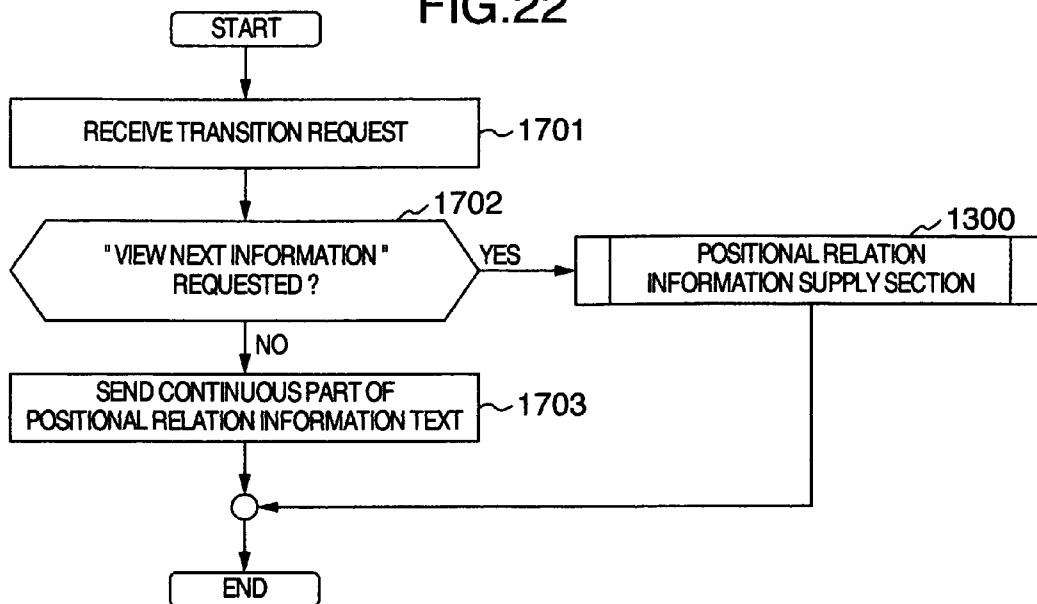 FIG.22
START
RECEIVE TRANSITION REQUEST
1701
1702
"VIEW NEXT INFORMATION"
REQUESTED ?
YES
1300
POSITIONAL RELATION
INFORMATION SUPPLY SECTION
NO
SEND CONTINUOUS PART OF
POSITIONAL RELATION INFORMATION TEXT
1703
END